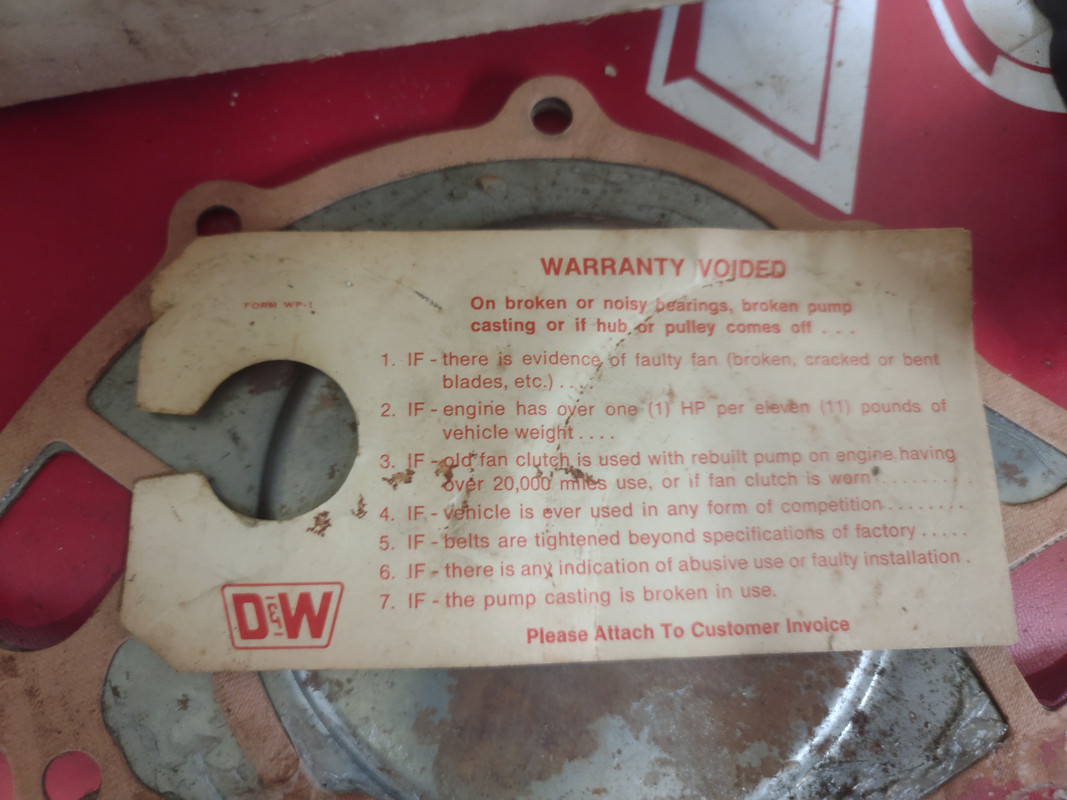 WARRANTY VOIDED
FORM WP-1
On broken or noisy bearings, broken pump
casting or if hub, or pulley comes off . . .
1. IF - there is evidence of faulty fan (broken, cracked or bent
blades, etc.) . . . .
2. IF - engine has over one (1) HP per eleven (11) pounds of
vehicle weight . . . .
3. IF - old fan clutch is used with rebuilt pump on engine having
over 20,000 miles use, or if fan clutch is worn . . . . . . . . .
4. IF - vehicle is ever used in any form of competition . . . . . . . .
5. IF - belts are tightened beyond specifications of factory . . . . .
6. IF - there is any indication of abusive use or faulty installation .
7. IF - the pump casting is broken in use.
D&W
Please Attach To Customer Invoice